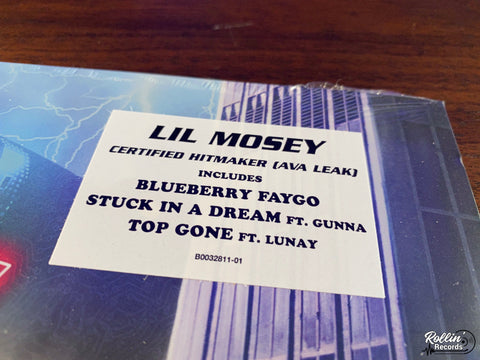 LIL MOSEY
CERTIFIED HITMAKER (AVA LEAK)
INCLUDES
BLUEBERRY FAYGO
STUCK IN A DREAM FT. GUNNA
TOP GONE FT. LUNAY
B0032811-01
Rollin'
Records